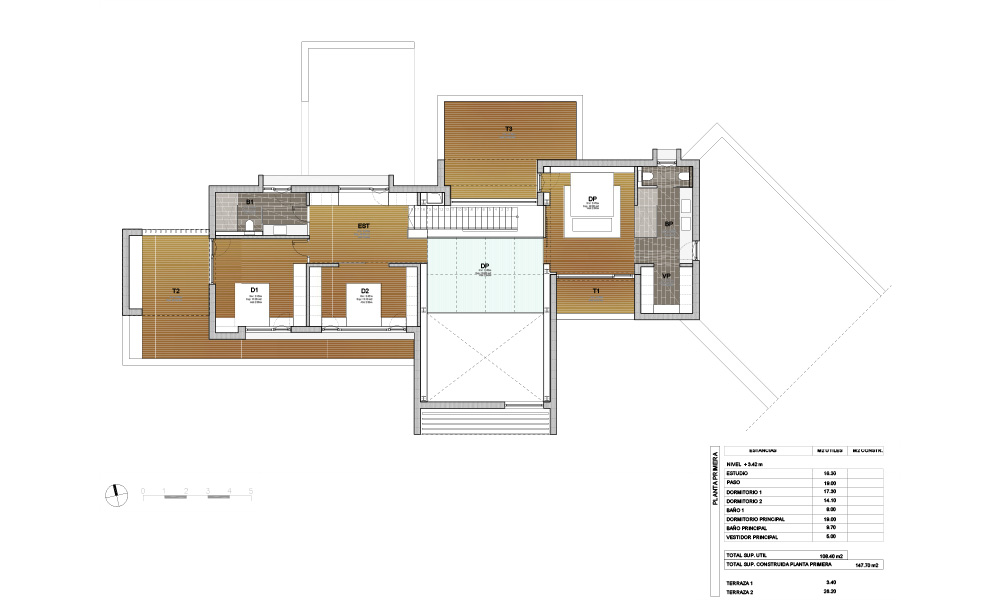 T3
B1
DP
BP
EST
DP
VP
T2
D1
D2
T1
PLANTA PRIMERA
ESTANCIAS M2 UTILES M2 CONSTR.
NIVEL + 3.42 m
ESTUDIO 18.30
PASO 19.00
DORMITORIO 1 17.30
DORMITORIO 2 14.10
BAÑO 1 8.00
DORMITORIO PRINCIPAL 19.00
BAÑO PRINCIPAL 9.70
VESTIDOR PRINCIPAL 5.00
TOTAL SUP. UTIL 108.40 m2
TOTAL SUP. CONSTRUIDA PLANTA PRIMERA 147.70 m2
TERRAZA 1 3.40
TERRAZA 2 28.20
0 1 2 3 4 5